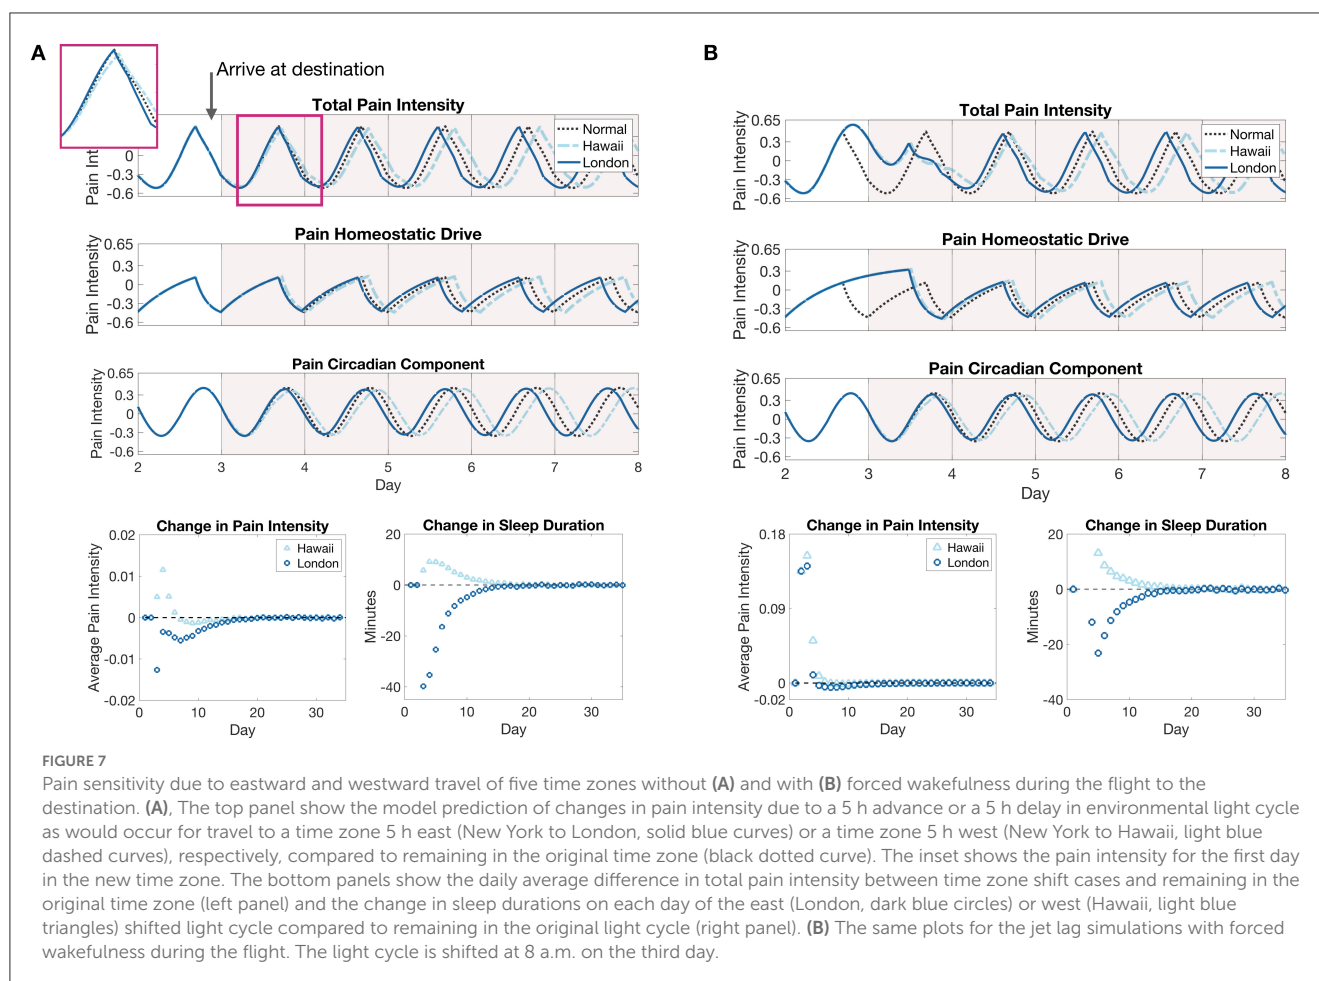 A
Arrive at destination
Total Pain Intensity
Pain Int
0
-0.3
-0.6
Normal
Hawaii
London
2
3
4
5
6
7
8
Pain Homeostatic Drive
Pain Intensity
0.65
0.3
0
-0.3
-0.6
Pain Circadian Component
Pain Intensity
0.65
0.3
0
-0.3
-0.6
2
3
4
5
6
7
8
Day
Change in Pain Intensity
Average Pain Intensity
0.02
0.01
0
-0.01
-0.02
Hawaii
London
0
10
20
30
Day
Change in Sleep Duration
Minutes
20
0
-20
-40
0
10
20
30
Day
B
Total Pain Intensity
Pain Intensity
0.65
0.3
0
-0.3
-0.6
Normal
Hawaii
London
Pain Homeostatic Drive
Pain Intensity
0.65
0.3
0
-0.3
-0.6
Pain Circadian Component
Pain Intensity
0.65
0.3
0
-0.3
-0.6
2
3
4
5
6
7
8
Day
Change in Pain Intensity
Average Pain Intensity
0.18
0.09
0
-0.02
Hawaii
London
0
10
20
30
Day
Change in Sleep Duration
Minutes
20
0
-20
-40
0
10
20
30
Day
FIGURE 7
Pain sensitivity due to eastward and westward travel of five time zones without (A) and with (B) forced wakefulness during the flight to the
destination. (A), The top panel show the model prediction of changes in pain intensity due to a 5 h advance or a 5 h delay in environmental light cycle
as would occur for travel to a time zone 5 h east (New York to London, solid blue curves) or a time zone 5 h west (New York to Hawaii, light blue
dashed curves), respectively, compared to remaining in the original time zone (black dotted curve). The inset shows the pain intensity for the first day
in the new time zone. The bottom panels show the daily average difference in total pain intensity between time zone shift cases and remaining in the
original time zone (left panel) and the change in sleep durations on each day of the east (London, dark blue circles) or west (Hawaii, light blue
triangles) shifted light cycle compared to remaining in the original light cycle (right panel). (B) The same plots for the jet lag simulations with forced
wakefulness during the flight. The light cycle is shifted at 8 a.m. on the third day.